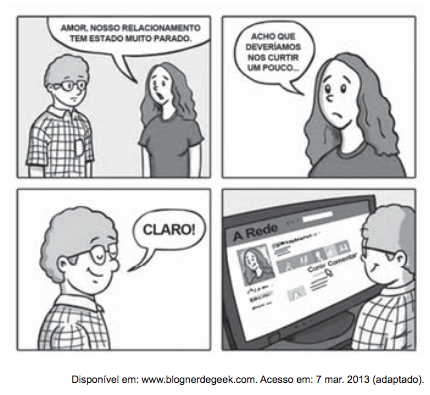 AMOR, NOSSO RELACIONAMENTO
TEM ESTADO MUITO PARADO.
ACHO QUE
DEVERÍAMOS
NOS CURTIR
UM POUCO...
CLARO!
A Rede
Curtir Comentar
Disponível em: www.blognerdegeek.com. Acesso em: 7 mar. 2013 (adaptado).